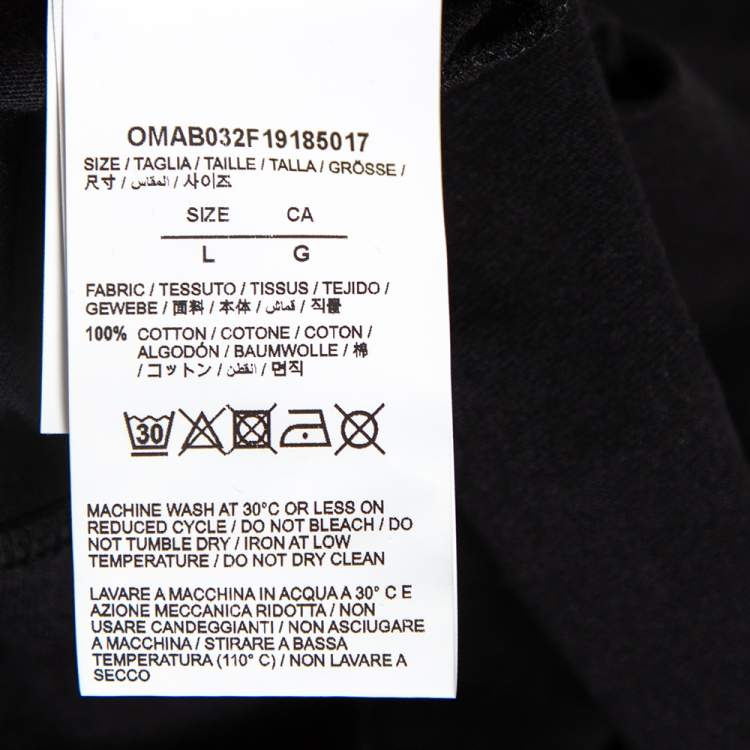 OMAB032F19185017
SIZE / TAGLIA / TAILLE / TALLA / GRÖSSE /
尺寸 / المقاس / 사이즈
SIZE CA
L G
FABRIC / TESSUTO / TISSUS / TEJIDO /
GEWEBE / 面料 / 本体 / قماش / 직물
100% COTTON / COTONE / COTON /
ALGODÓN / BAUMWOLLE / 棉
/ コットン / القطن / 면직
30
MACHINE WASH AT 30°C OR LESS ON
REDUCED CYCLE / DO NOT BLEACH / DO
NOT TUMBLE DRY / IRON AT LOW
TEMPERATURE / DO NOT DRY CLEAN
LAVARE A MACCHINA IN ACQUA A 30° C E
AZIONE MECCANICA RIDOTTA / NON
USARE CANDEGGIANTI / NON ASCIUGARE
A MACCHINA / STIRARE A BASSA
TEMPERATURA (110° C) / NON LAVARE A
SECCO